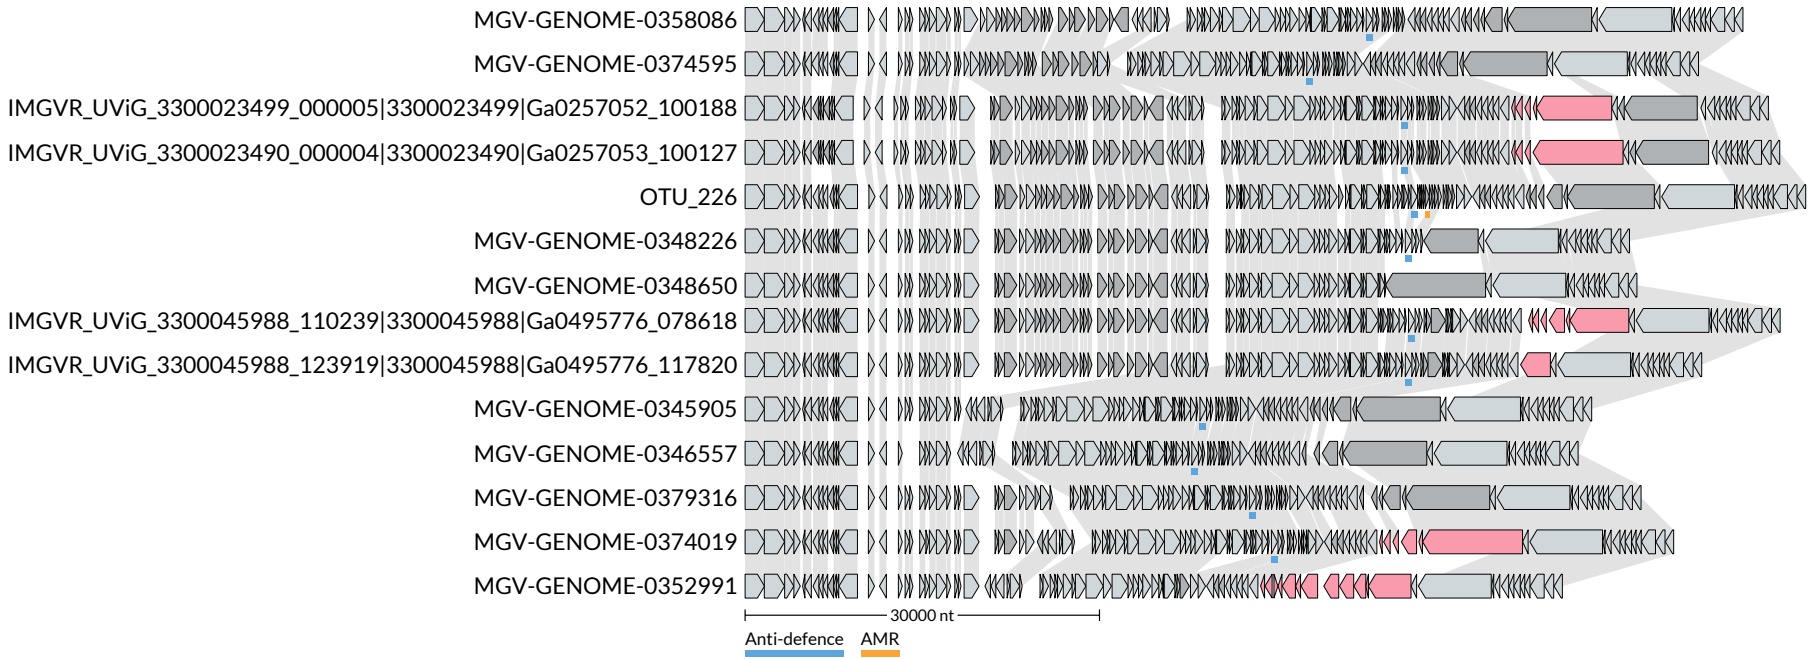 MGV-GENOME-0358086
MGV-GENOME-0374595
IMGVR_UViG_3300023499_000005|3300023499|Ga0257052_100188
IMGVR_UViG_3300023490_000004|3300023490|Ga0257053_100127
OTU_226
MGV-GENOME-0348226
MGV-GENOME-0348650
IMGVR_UViG_3300045988_110239|3300045988|Ga0495776_078618
IMGVR_UViG_3300045988_123919|3300045988|Ga0495776_117820
MGV-GENOME-0345905
MGV-GENOME-0346557
MGV-GENOME-0379316
MGV-GENOME-0374019
MGV-GENOME-0352991
30000 nt
Anti-defence AMR